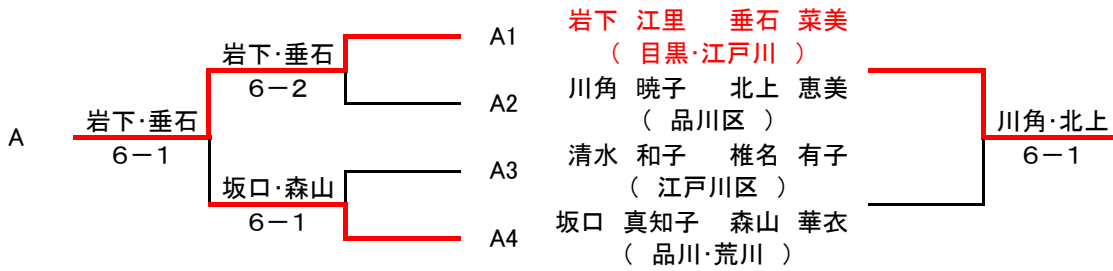 岩下 江里 垂石 菜美
A1
岩下・垂石
( 目黒・江戸川 )
6-2
川角 暁子 北上 恵美
A2
岩下・垂石
( 品川区 )
川角・北上
A
6-1
清水 和子 椎名 有子
6-1
A3
坂口・森山
( 江戸川区 )
6-1
坂口 真知子 森山 華衣
A4
( 品川・荒川 )